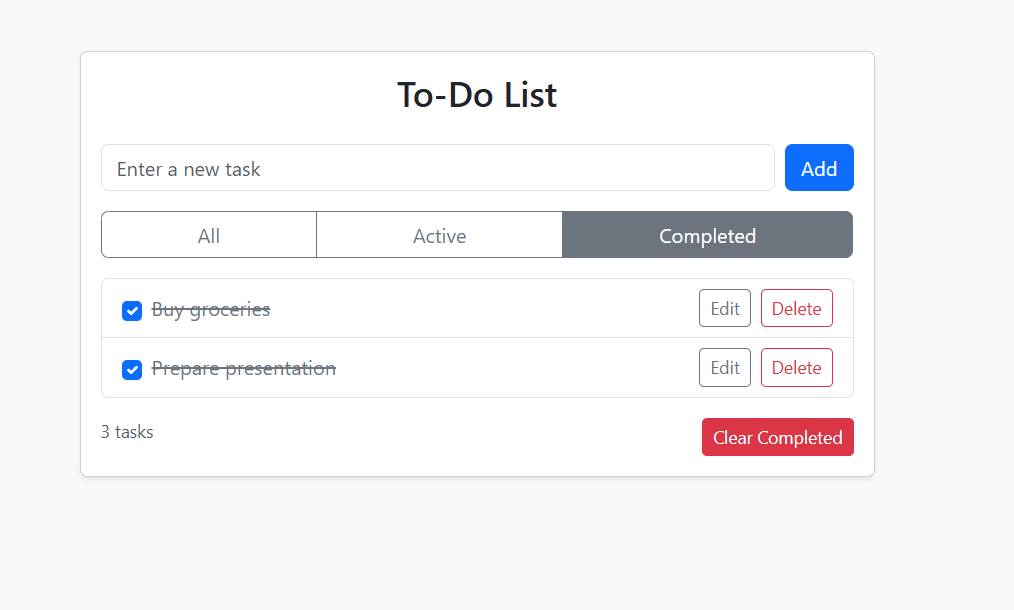 To-Do List
Enter a new task Add
All Active Completed
Buy groceries Edit Delete
Prepare presentation Edit Delete
3 tasks Clear Completed